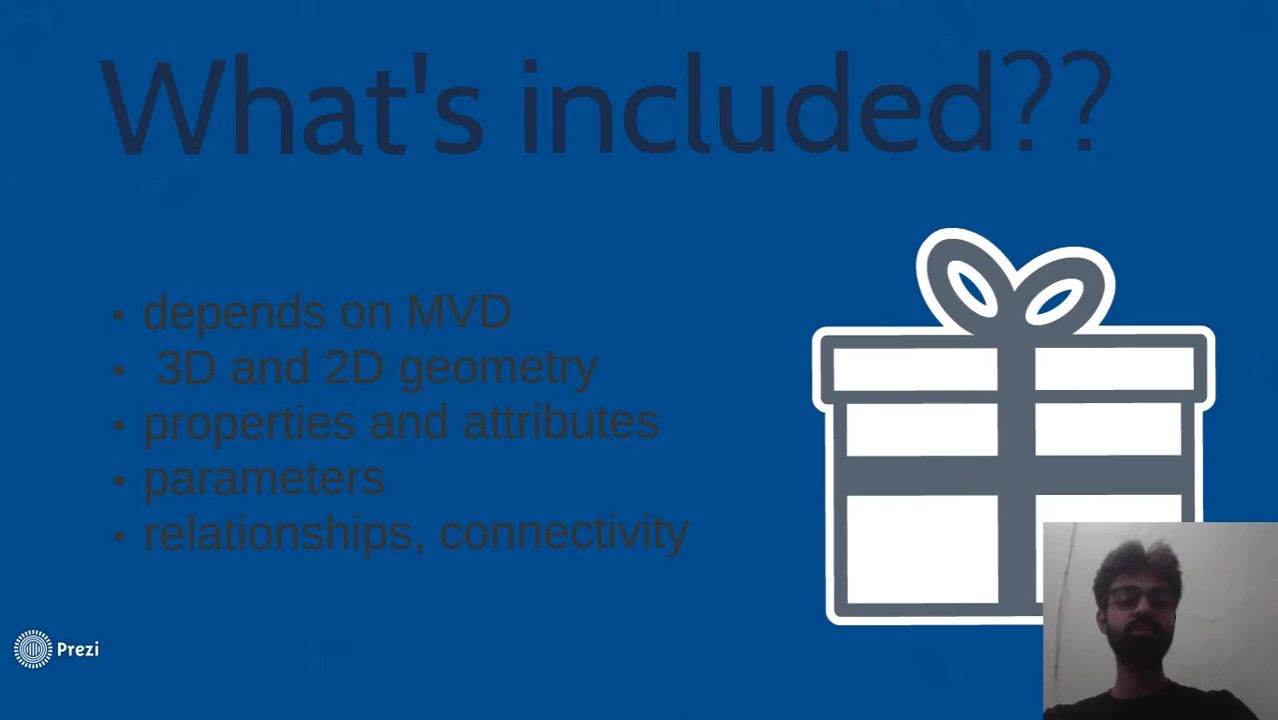 What's included??
• depends on MVD
• 3D and 2D geometry
• properties and attributes
• parameters
• relationships, connectivity
Prezi